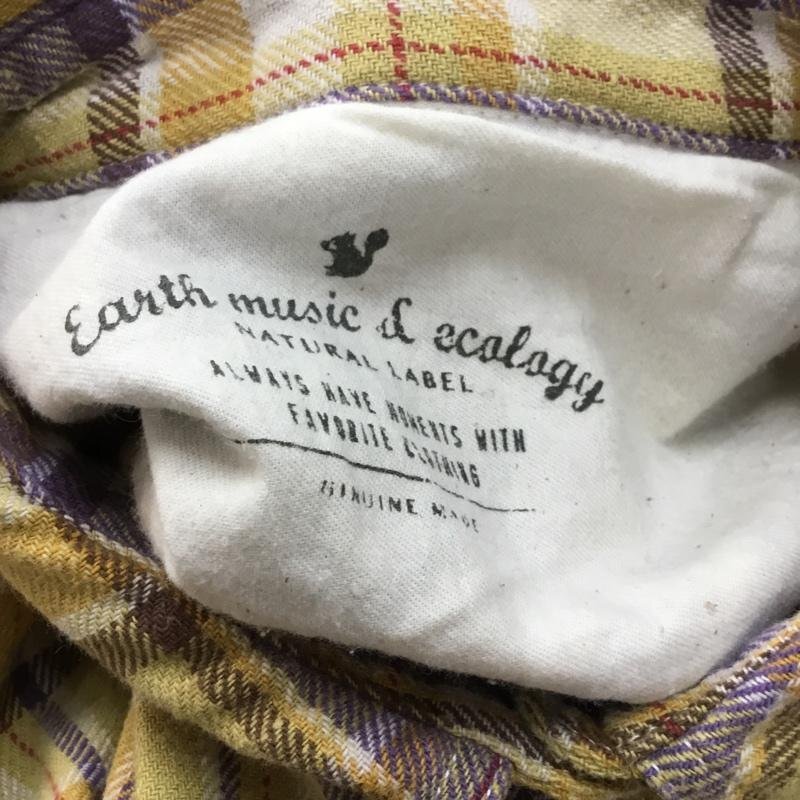 Earth music & ecology
NATURAL LABEL
ALWAYS HAVE MOMENTS WITH
FAVORITE CLOTHING
GENUINE MADE